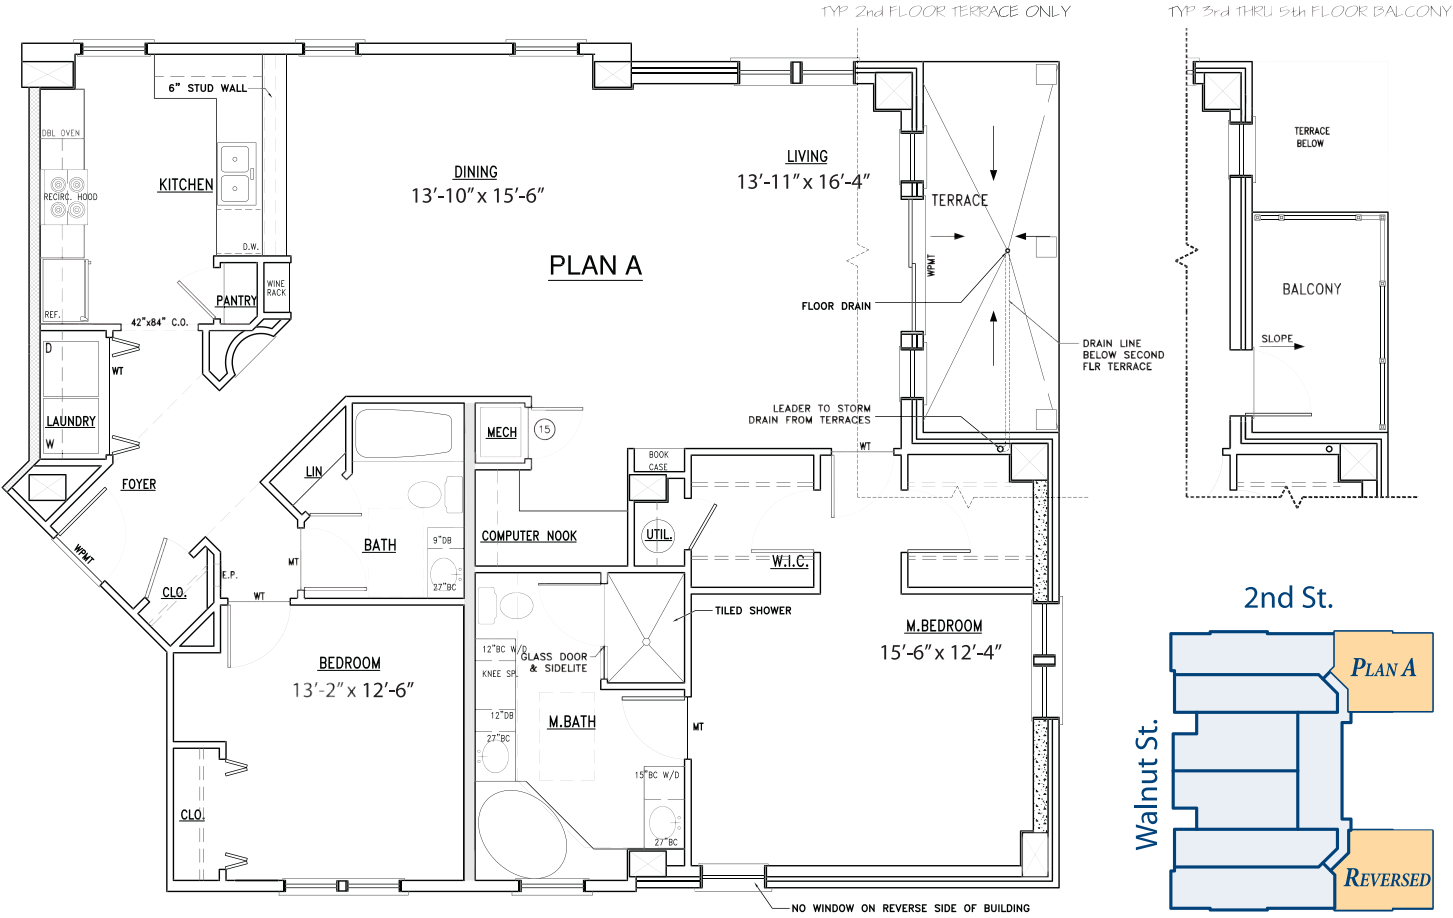 TYP 2nd FLOOR TERRACE ONLY
TYP 3rd THRU 5th FLOOR BALCONY
6" STUD WALL
DBL OVEN
KITCHEN
RECIRC. HOOD
D.W.
REF.
PANTRY
WINE
RACK
42"x84" C.O.
DINING
13'-10" x 15'-6"
LIVING
13'-11" x 16'-4"
PLAN A
TERRACE
WPMT
FLOOR DRAIN
DRAIN LINE
BELOW SECOND
FLR TERRACE
LEADER TO STORM
DRAIN FROM TERRACES
TERRACE
BELOW
BALCONY
SLOPE
D
WT
LAUNDRY
W
FOYER
WPMT
LIN
MECH
15
BOOK
CASE
WT
COMPUTER NOOK
UTIL.
BATH
9"DB
27"BC
MT
E.P.
CLO.
WT
W.I.C.
TILED SHOWER
GLASS DOOR
& SIDELITE
12"BC W/D
KNEE SP.
12"DB
27"BC
M.BATH
MT
15"BC W/D
27"BC
BEDROOM
13'-2" x 12'-6"
CLO.
M.BEDROOM
15'-6" x 12'-4"
NO WINDOW ON REVERSE SIDE OF BUILDING
2nd St.
Walnut St.
PLAN A
REVERSED